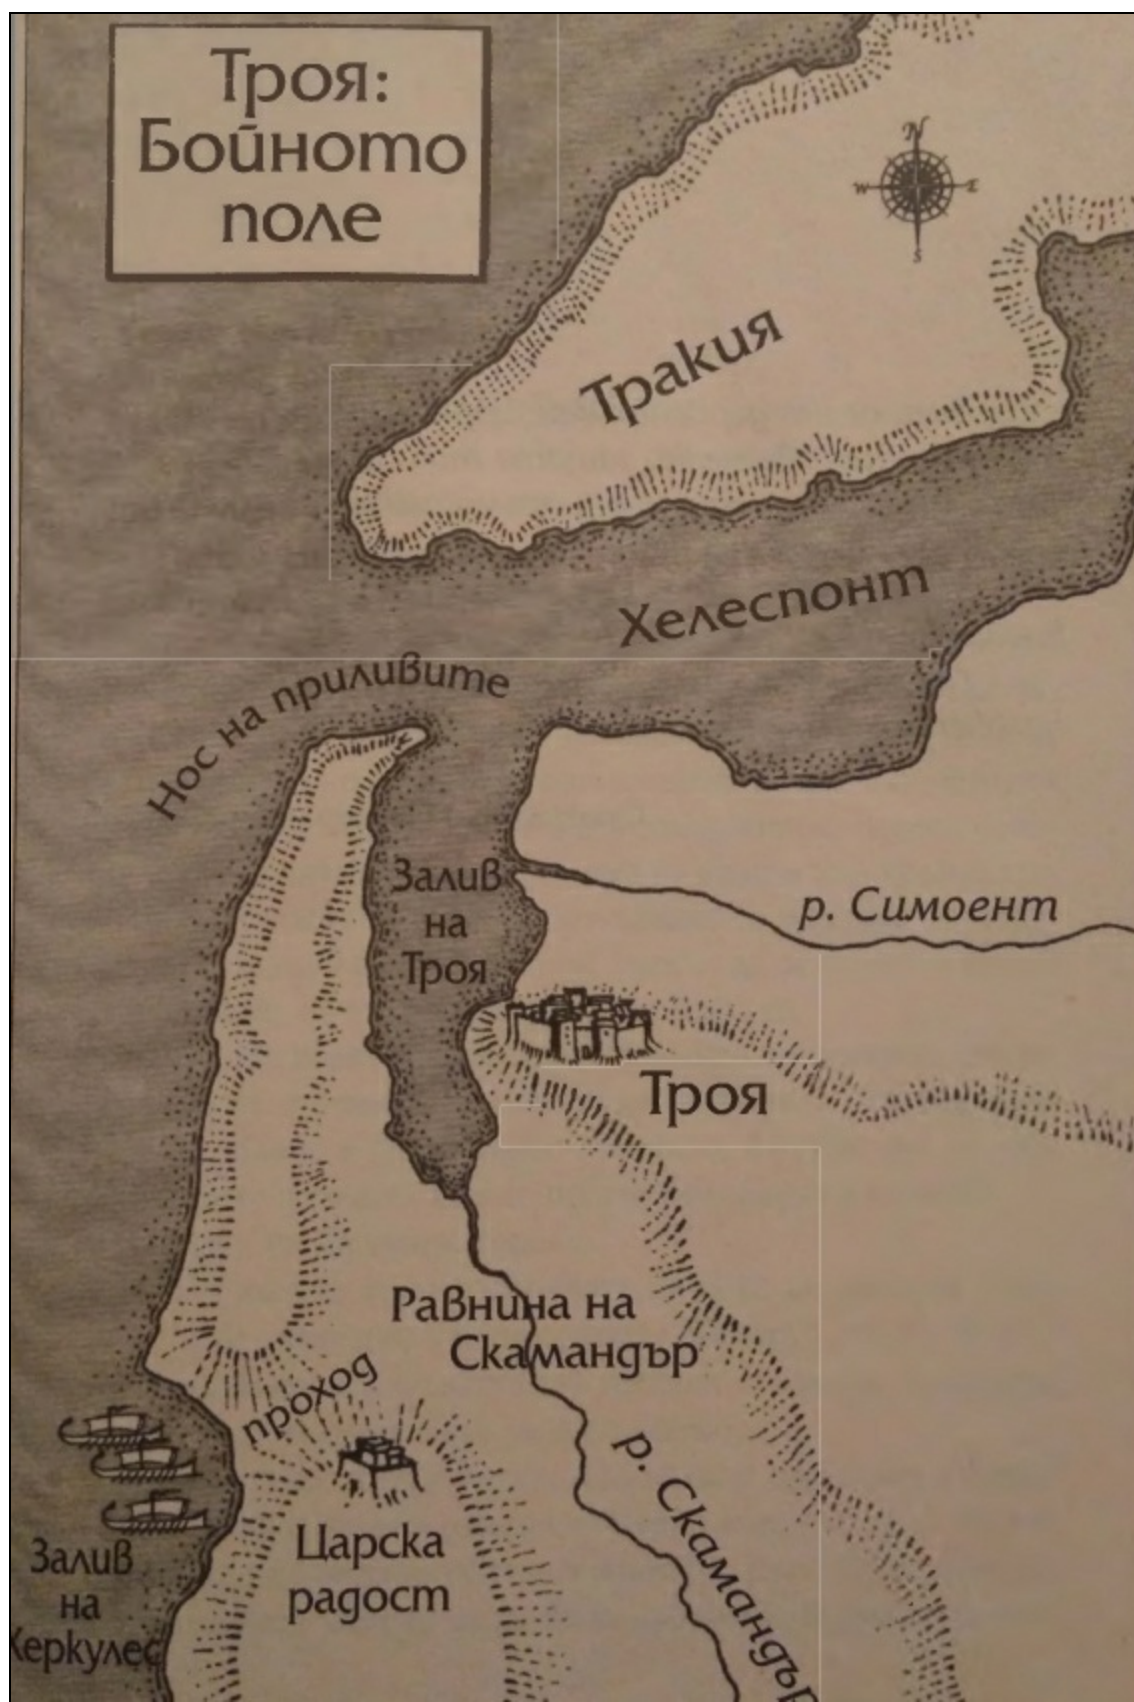 Троя:
Бойното
поле
N
W
E
S
Тракия
Хелеспонт
Нос на приливите
Залив
на
Троя
р. Симоент
Троя
Равнина на
Скамандър
проход
р. Скамандър
Царска
радост
Залив
на
Херкулес